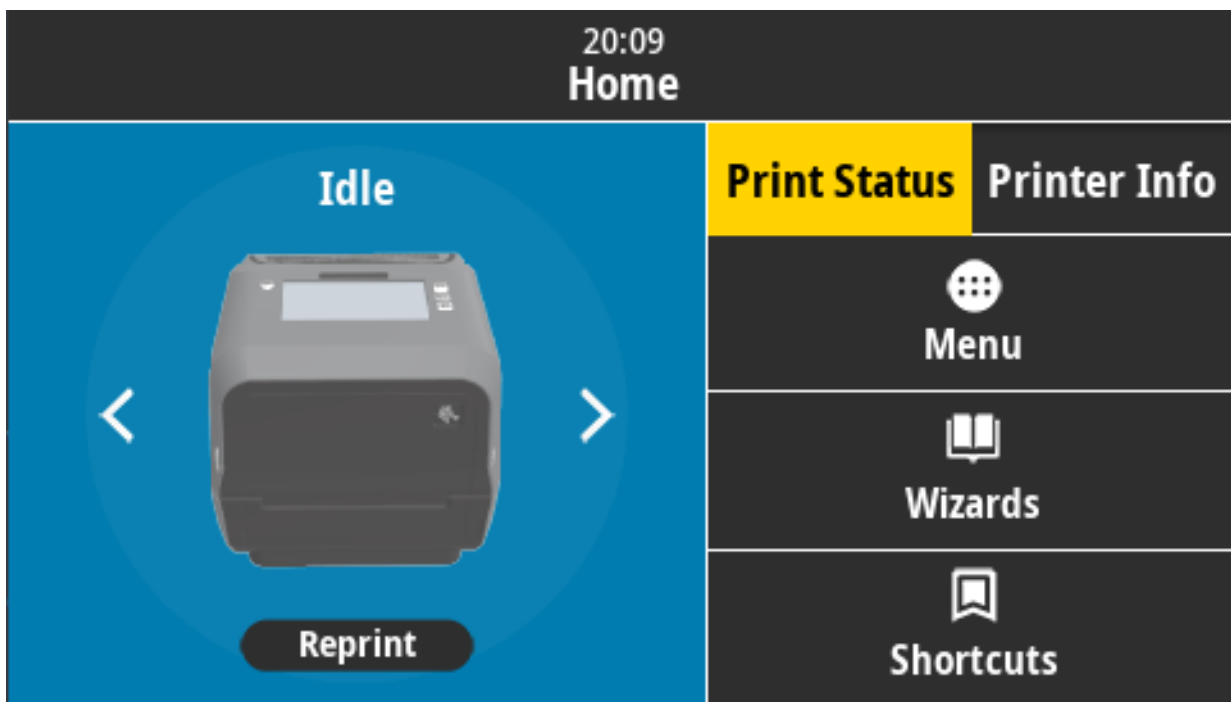 20:09
Home
Idle
Print Status
Printer Info
Menu
Wizards
Reprint
Shortcuts